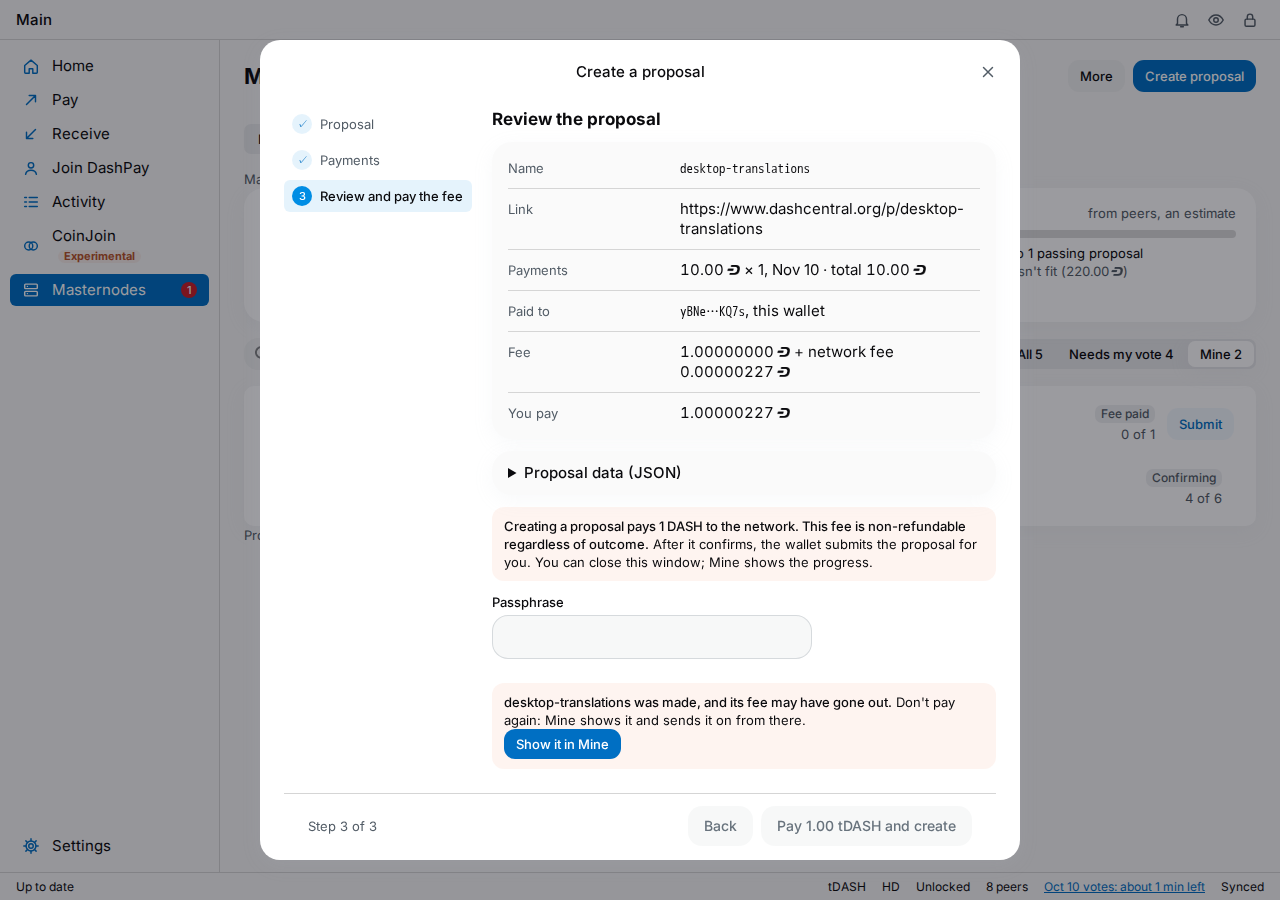 Main
Home
Pay
Receive
Join DashPay
Activity
CoinJoin
Experimental
Masternodes
1
Settings
More
Create proposal
from peers, an estimate
1 passing proposal
(220.00
All 5
Needs my vote 4
Mine 2
Fee paid
0 of 1
Submit
Confirming
4 of 6
Create a proposal
✓ Proposal
✓ Payments
3 Review and pay the fee
Review the proposal
Name desktop-translations
Link https://www.dashcentral.org/p/desktop-
translations
Payments 10.00 × 1, Nov 10 · total 10.00
Paid to yBNe…KQ7s, this wallet
Fee 1.00000000 + network fee
0.00000227
You pay 1.00000227
Proposal data (JSON)
Creating a proposal pays 1 DASH to the network. This fee is non-refundable
regardless of outcome. After it confirms, the wallet submits the proposal for
you. You can close this window; Mine shows the progress.
Passphrase
desktop-translations was made, and its fee may have gone out. Don't pay
again: Mine shows it and sends it on from there.
Show it in Mine
Step 3 of 3
Back
Pay 1.00 tDASH and create
Up to date
tDASH
HD
Unlocked
8 peers
Oct 10 votes: about 1 min left
Synced